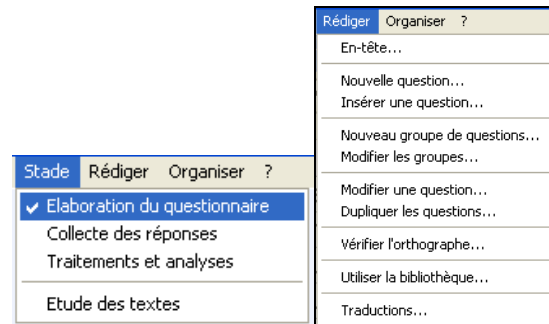 Stade Rédiger Organiser ?
Elaboration du questionnaire
Collecte des réponses
Traitements et analyses
Etude des textes
Rédiger Organiser ?
En-tête...
Nouvelle question...
Insérer une question...
Nouveau groupe de questions...
Modifier les groupes...
Modifier une question...
Dupliquer les questions...
Vérifier l'orthographe...
Utiliser la bibliothèque...
Traductions...